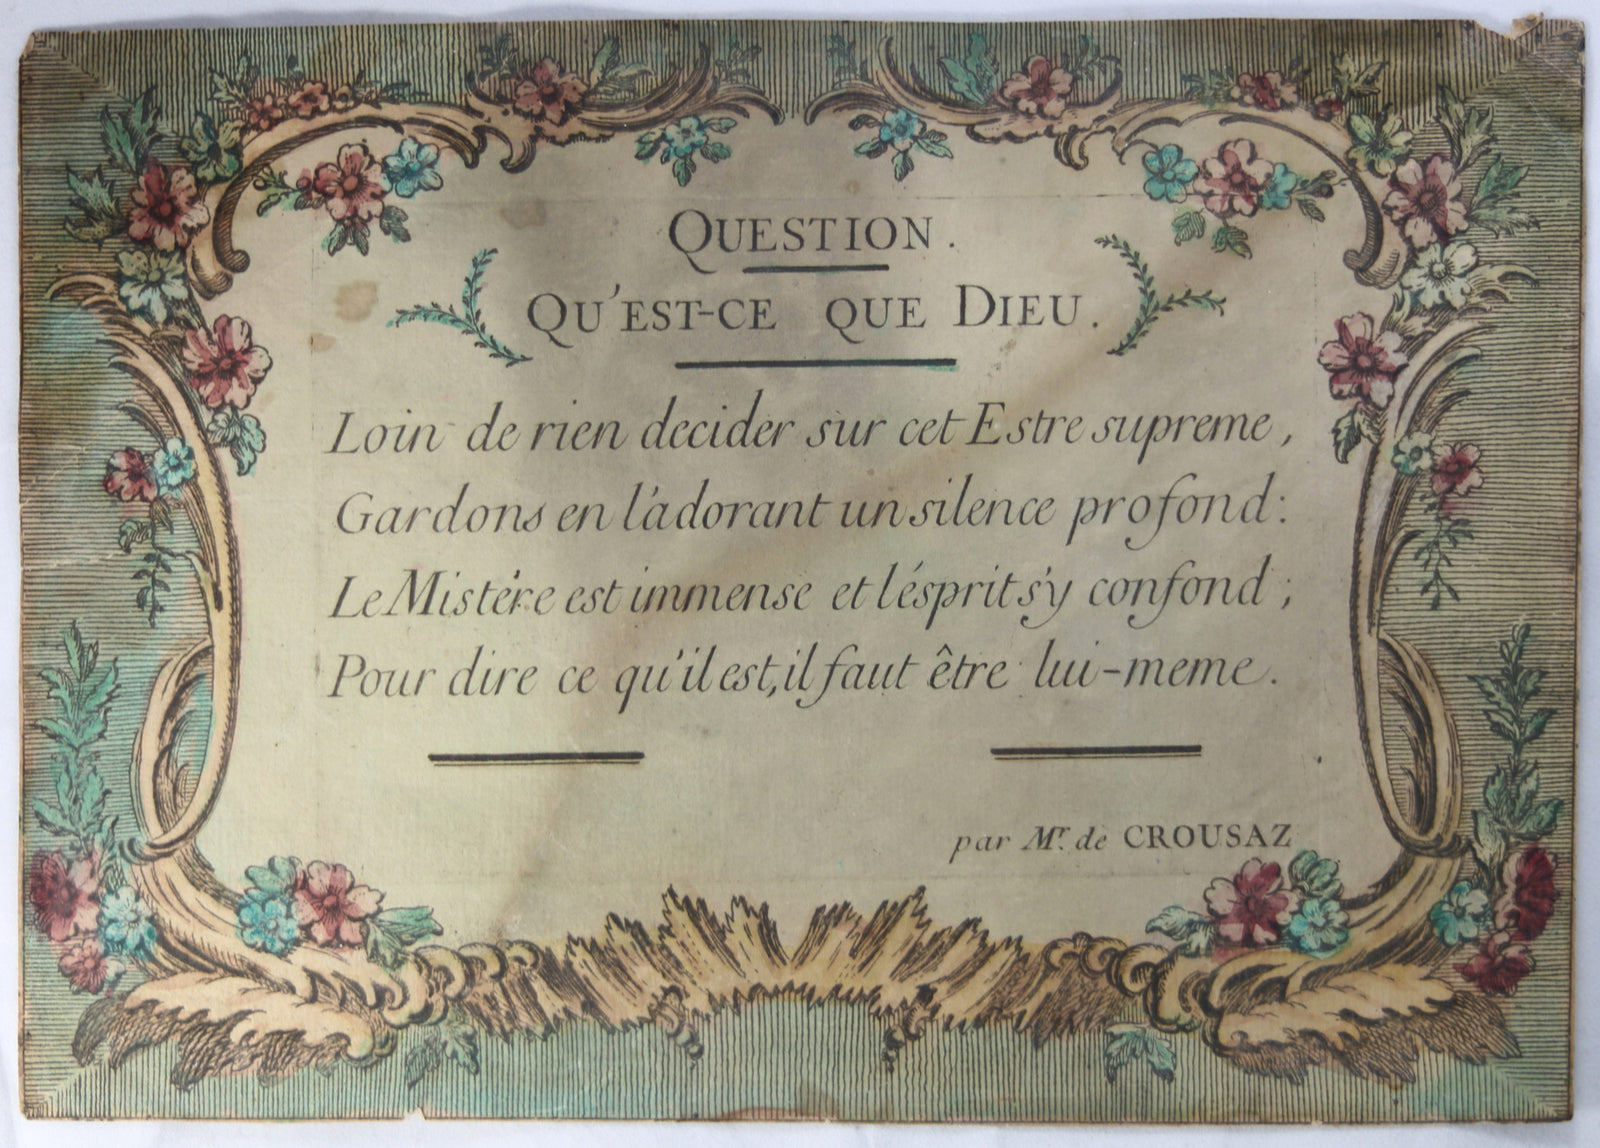 QUESTION.
QU'EST-CE QUE DIEU.
Loin de rien decider sur cet Estre supreme,
Gardons en l'adorant un silence profond:
Le Mistére est immense et l'ésprit s'y confond;
Pour dire ce qu'il est, il faut être lui-meme.
par Mr. de CROUSAZ